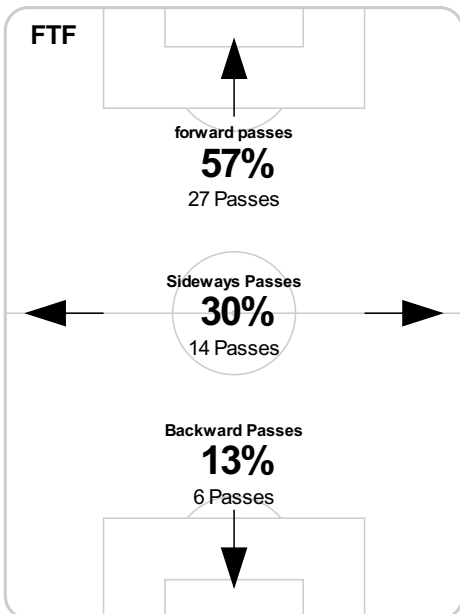 FTF
forward passes
57%
27 Passes
Sideways Passes
30%
14 Passes
Backward Passes
13%
6 Passes